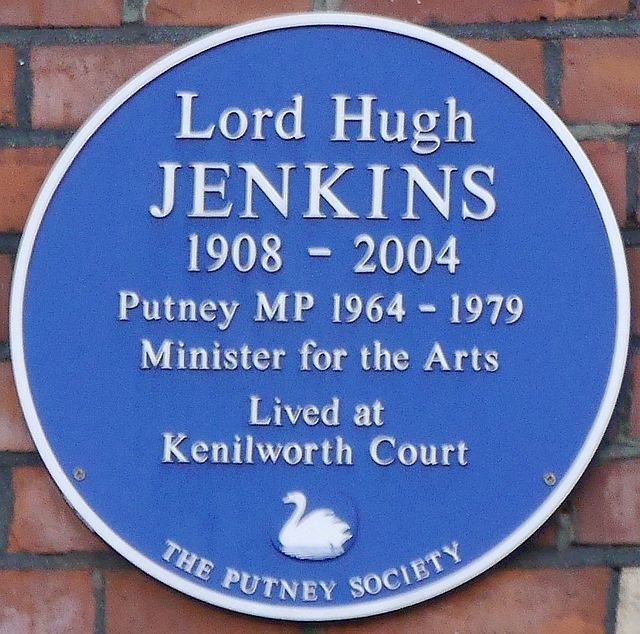 Lord Hugh
JENKINS
1908 - 2004
Putney MP 1964 - 1979
Minister for the Arts
Lived at
Kenilworth Court
THE PUTNEY SOCIETY